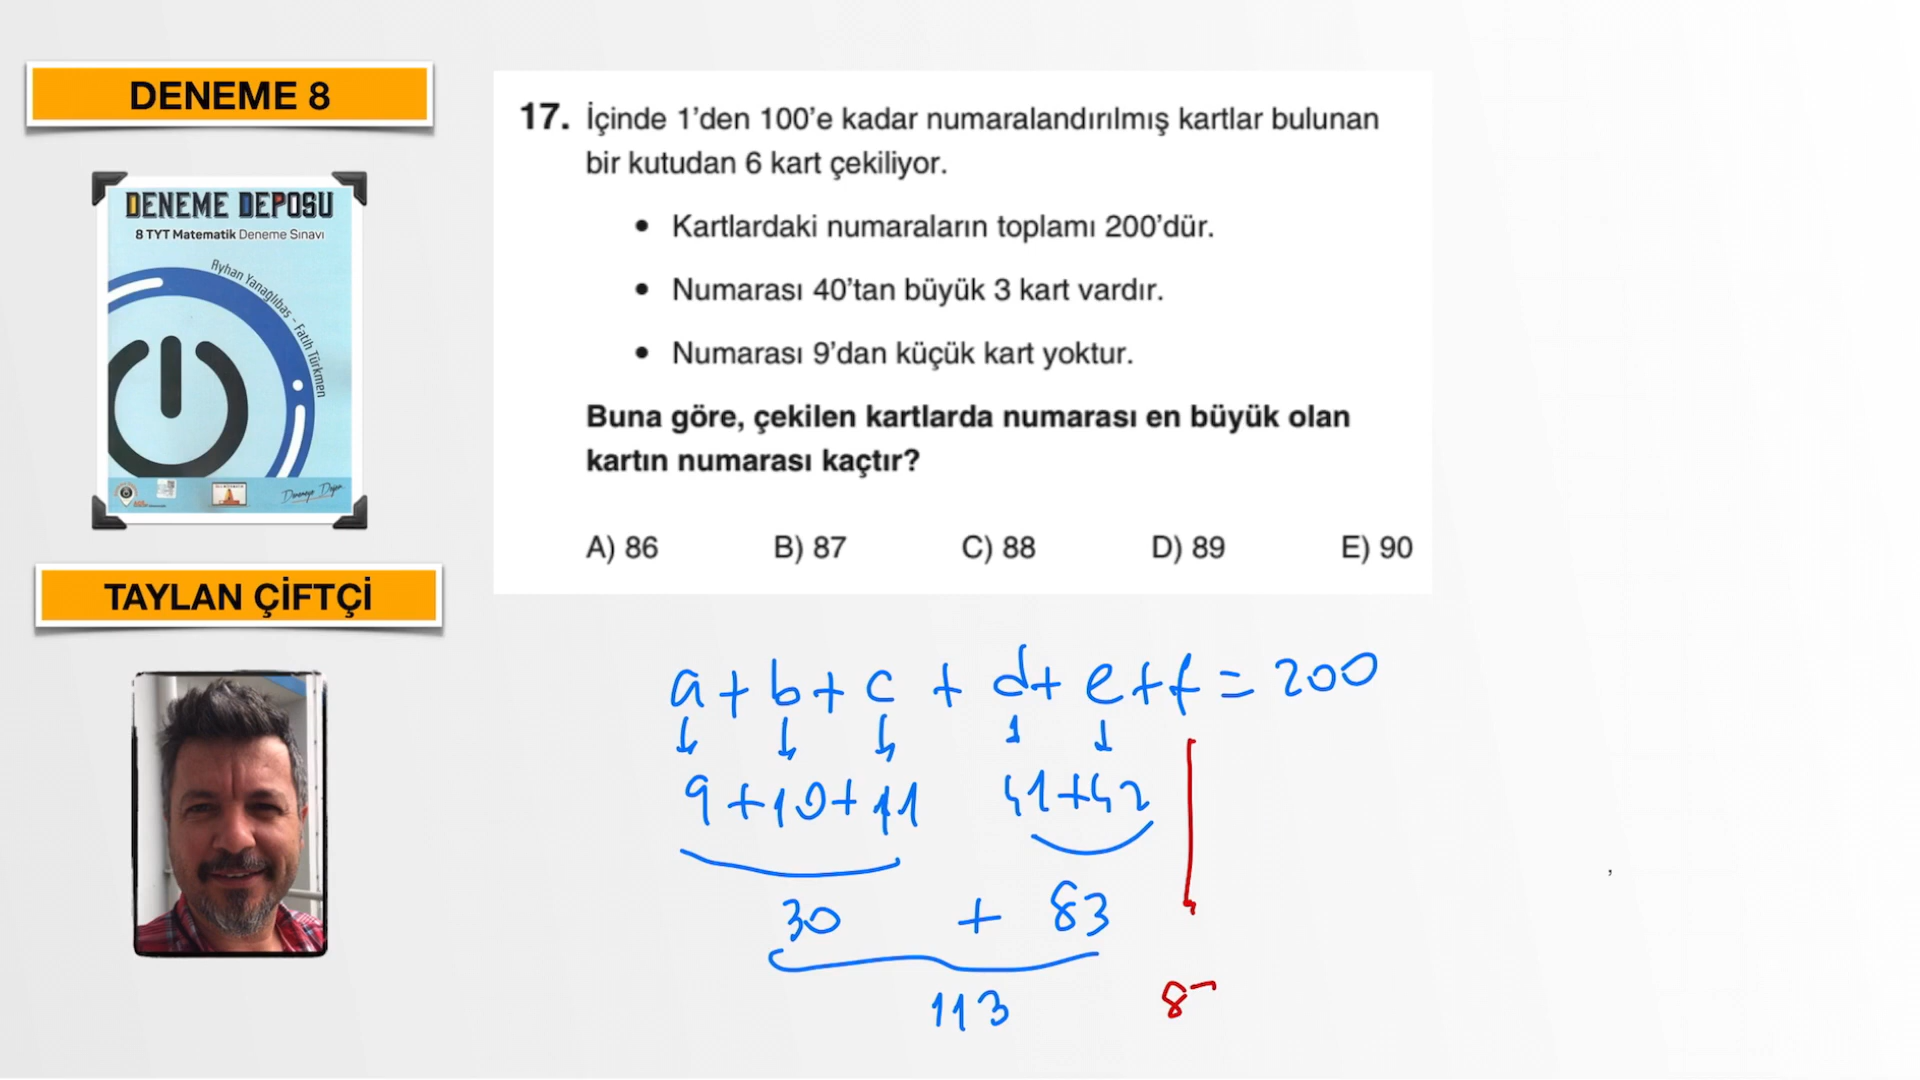 DENEME 8
DENEME DEPOSU
8 TYT Matematik Deneme Sınavı
Ayhan Yanağlıbaş - Fatih Türkmen
Deneyap Değer
TAYLAN ÇİFTÇİ
17. İçinde 1’den 100’e kadar numaralandırılmış kartlar bulunan
bir kutudan 6 kart çekiliyor.
• Kartlardaki numaraların toplamı 200’dür.
• Numarası 40’tan büyük 3 kart vardır.
• Numarası 9’dan küçük kart yoktur.
Buna göre, çekilen kartlarda numarası en büyük olan
kartın numarası kaçtır?
A) 86 B) 87 C) 88 D) 89 E) 90
a+b+c + d+e+f = 200
9+10+11 41+42
30 + 83
113 8